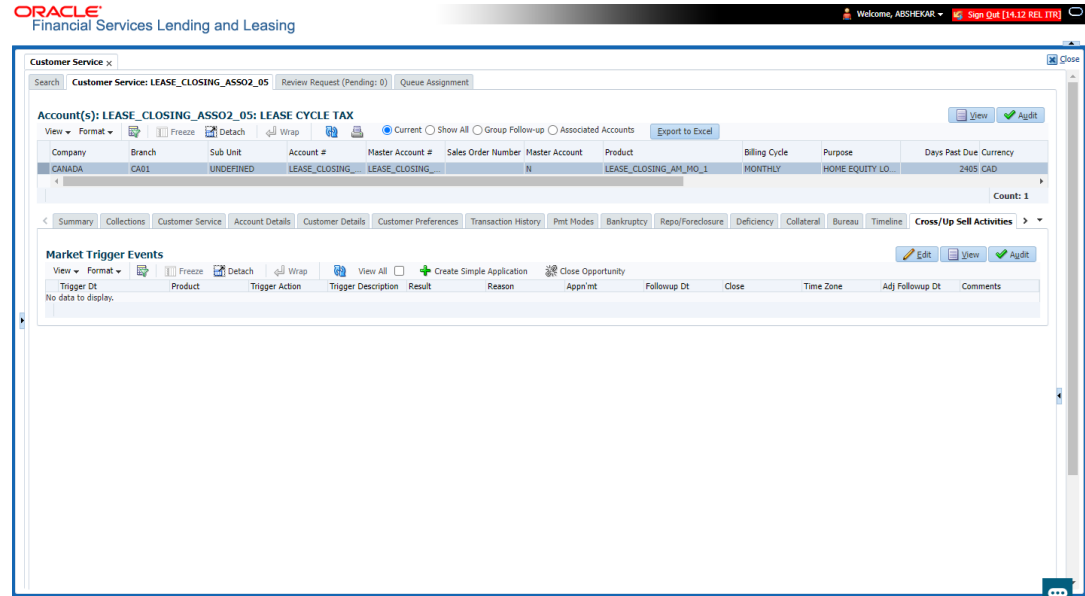 ORACLE
Financial Services Lending and Leasing
Welcome, ABSHEKAR
Sign Out [14.12 REL ITR]
Close
Customer Service x
Search Customer Service: LEASE_CLOSING_ASSO2_05 Review Request (Pending: 0) Queue Assignment
Account(s): LEASE_CLOSING_ASSO2_05: LEASE CYCLE TAX
View Audit
View Format Freeze Detach Wrap Current Show All Group Follow-up Associated Accounts Export to Excel
Company Branch Sub Unit Account # Master Account # Sales Order Number Master Account Product Billing Cycle Purpose Days Past Due Currency
CANADA CA01 UNDEFINED LEASE_CLOSING_... LEASE_CLOSING_... N LEASE_CLOSING_AM_MO_1 MONTHLY HOME EQUITY LO... 2405 CAD
Count: 1
Summary Collections Customer Service Account Details Customer Details Customer Preferences Transaction History Pmt Modes Bankruptcy Repo/Foreclosure Deficiency Collateral Bureau Timeline Cross/Up Sell Activities
Market Trigger Events
Edit View Audit
View Format Freeze Detach Wrap View All Create Simple Application Close Opportunity
Trigger Dt Product Trigger Action Trigger Description Result Reason Appn'mt Followup Dt Close Time Zone Adj Followup Dt Comments
No data to display.